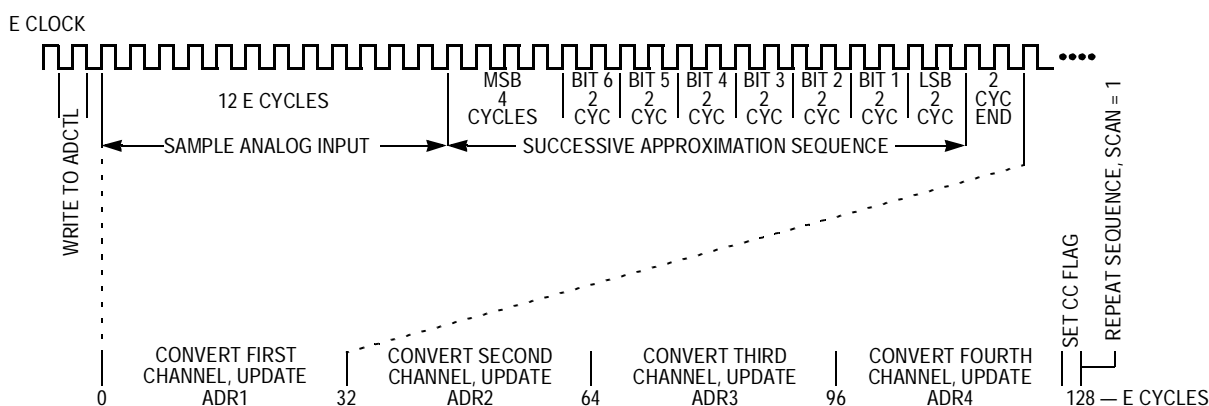 E CLOCK
12 E CYCLES
MSB
4
CYCLES
BIT 6
2
CYC
BIT 5
2
CYC
BIT 4
2
CYC
BIT 3
2
CYC
BIT 2
2
CYC
BIT 1
2
CYC
LSB
2
CYC
2
CYC
END
WRITE TO ADCTL
SAMPLE ANALOG INPUT
SUCCESSIVE APPROXIMATION SEQUENCE
SET CC FLAG
REPEAT SEQUENCE, SCAN = 1
CONVERT FIRST
CHANNEL, UPDATE
ADR1
CONVERT SECOND
CHANNEL, UPDATE
ADR2
CONVERT THIRD
CHANNEL, UPDATE
ADR3
CONVERT FOURTH
CHANNEL, UPDATE
ADR4
0
32
64
96
128 — E CYCLES